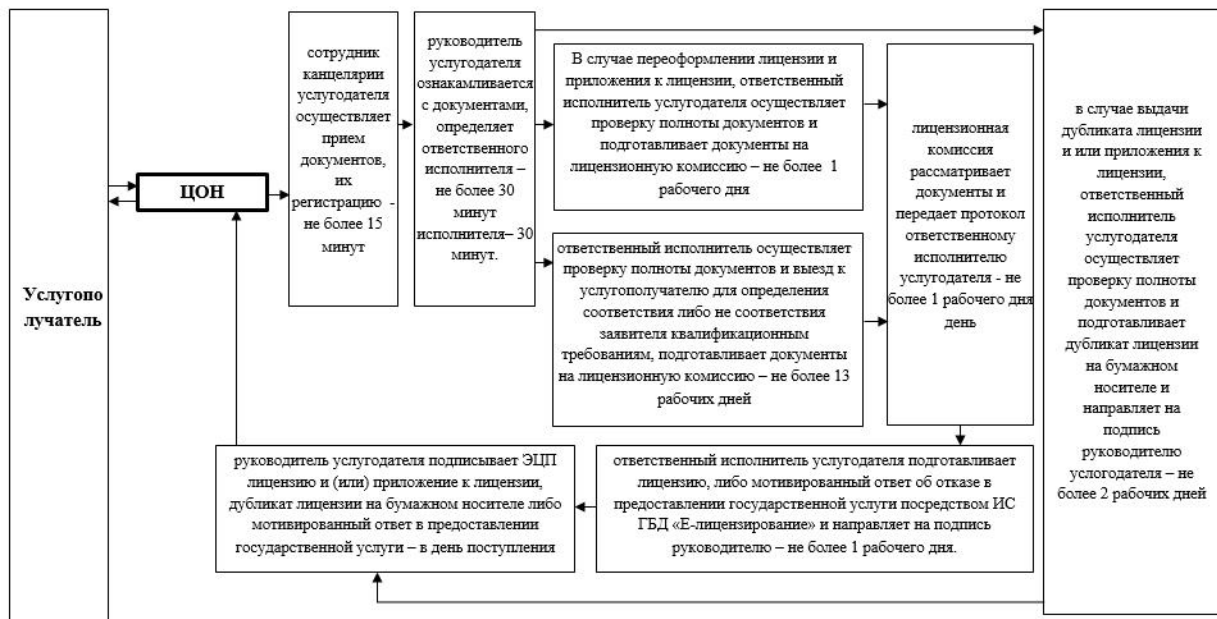 Услугопо
лучатель
ЦОН
сотрудник
канцелярии
услугодателя
осуществляет
прием
документов,
их
регистрацию -
не более 15
минут
руководитель
услугодателя
ознакамливается
с документами,
определяет
ответственного
исполнителя –
не более 30
минут
исполнителя– 30
минут.
В случае переоформлении лицензии и
приложения к лицензии, ответственный
исполнитель услугодателя осуществляет
проверку полноты документов и
подготавливает документы на
лицензионную комиссию – не более 1
рабочего дня
ответственный исполнитель осуществляет
проверку полноты документов и выезд к
услугополучателю для определения
соответствия либо не соответствия
заявителя квалификационным
требованиям, подготавливает документы
на лицензионную комиссию – не более 13
рабочих дней
лицензионная
комиссия
рассматривает
документы и
передает протокол
ответственному
исполнителю
услугодателя - не
более 1 рабочего дня
день
в случае выдачи
дубликата лицензии
и или приложения к
лицензии,
ответственный
исполнитель
услугодателя
осуществляет
проверку полноты
документов и
подготавливает
дубликат лицензии
на бумажном
носителе и
направляет на
подпись
руководителю
услогодателя – не
более 2 рабочих дней
руководитель услугодателя подписывает ЭЦП
лицензию и (или) приложение к лицензии,
дубликат лицензии на бумажном носителе либо
мотивированный ответ в предоставлении
государственной услуги – в день поступления
ответственный исполнитель услугодателя подготавливает
лицензию, либо мотивированный ответ об отказе в
предоставлении государственной услуги посредством ИС
ГБД «Е-лицензирование» и направляет на подпись
руководителю – не более 1 рабочего дня.